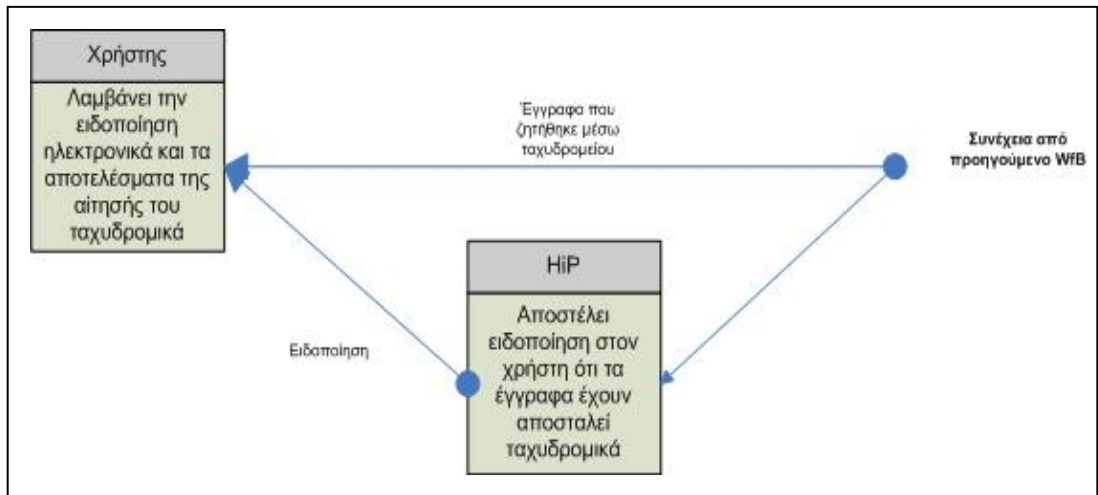 Χρήστης
Λαμβάνει την
ειδοποίηση
ηλεκτρονικά και τα
αποτελέσματα της
αίτησής του
ταχυδρομικά
Έγγραφα που
ζητήθηκε μέσω
ταχυδρομείου
Συνέχεια από
προηγούμενο WfB
HiP
Αποστέλει
ειδοποίηση στον
χρήστη ότι τα
έγγραφα έχουν
αποσταλεί
ταχυδρομικά
Ειδοποίηση